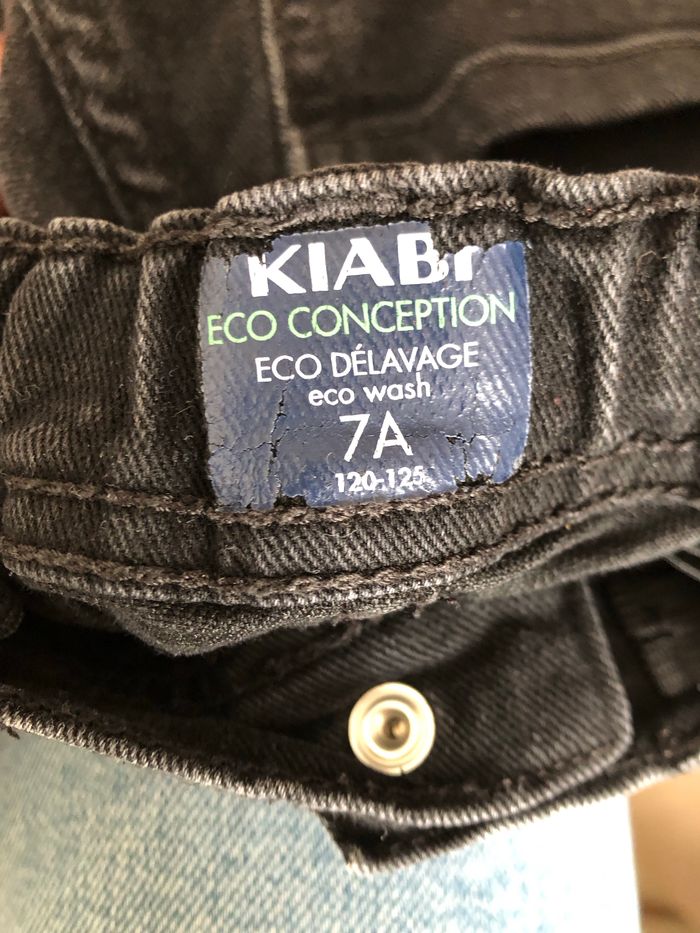 KIABI
ECO CONCEPTION
ECO DÉLAVAGE
eco wash
7A
120-125